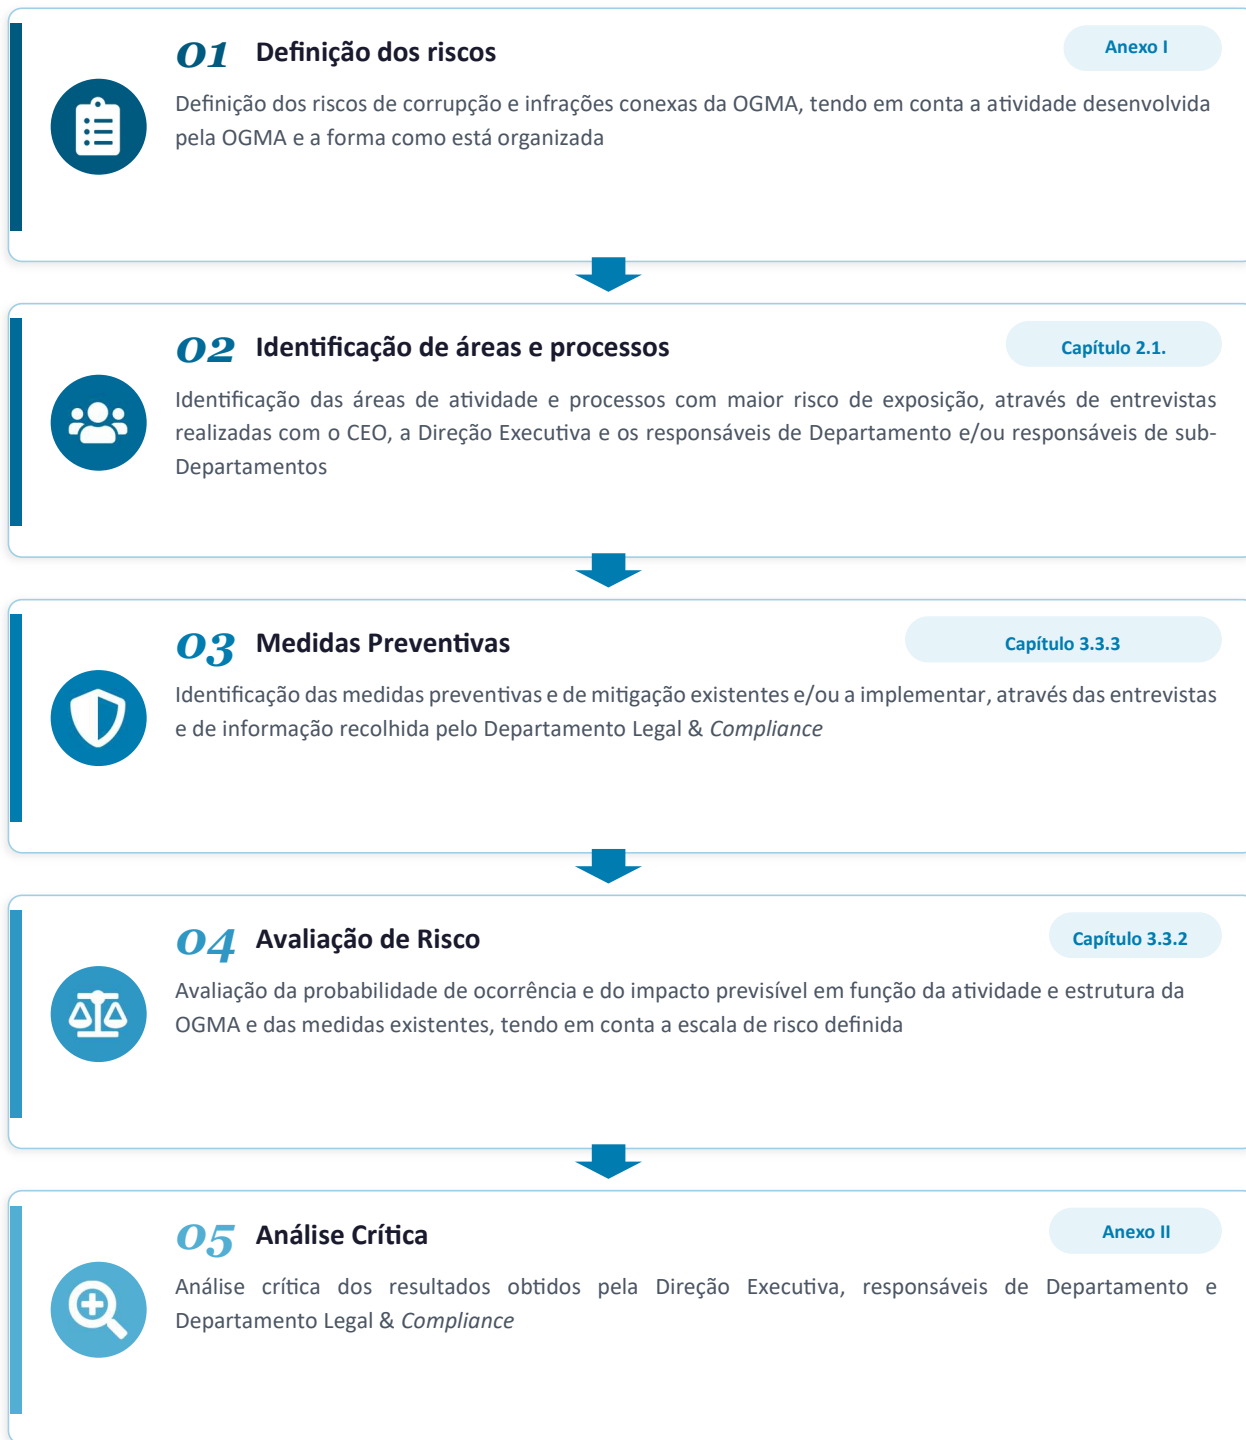 01 Definição dos riscos Anexo I
Definição dos riscos de corrupção e infrações conexas da OGMA, tendo em conta a atividade desenvolvida
pela OGMA e a forma como está organizada
02 Identificação de áreas e processos Capítulo 2.1.
Identificação das áreas de atividade e processos com maior risco de exposição, através de entrevistas
realizadas com o CEO, a Direção Executiva e os responsáveis de Departamento e/ou responsáveis de sub-
Departamentos
03 Medidas Preventivas Capítulo 3.3.3
Identificação das medidas preventivas e de mitigação existentes e/ou a implementar, através das entrevistas
e de informação recolhida pelo Departamento Legal & Compliance
04 Avaliação de Risco Capítulo 3.3.2
Avaliação da probabilidade de ocorrência e do impacto previsível em função da atividade e estrutura da
OGMA e das medidas existentes, tendo em conta a escala de risco definida
05 Análise Crítica Anexo II
Análise crítica dos resultados obtidos pela Direção Executiva, responsáveis de Departamento e
Departamento Legal & Compliance